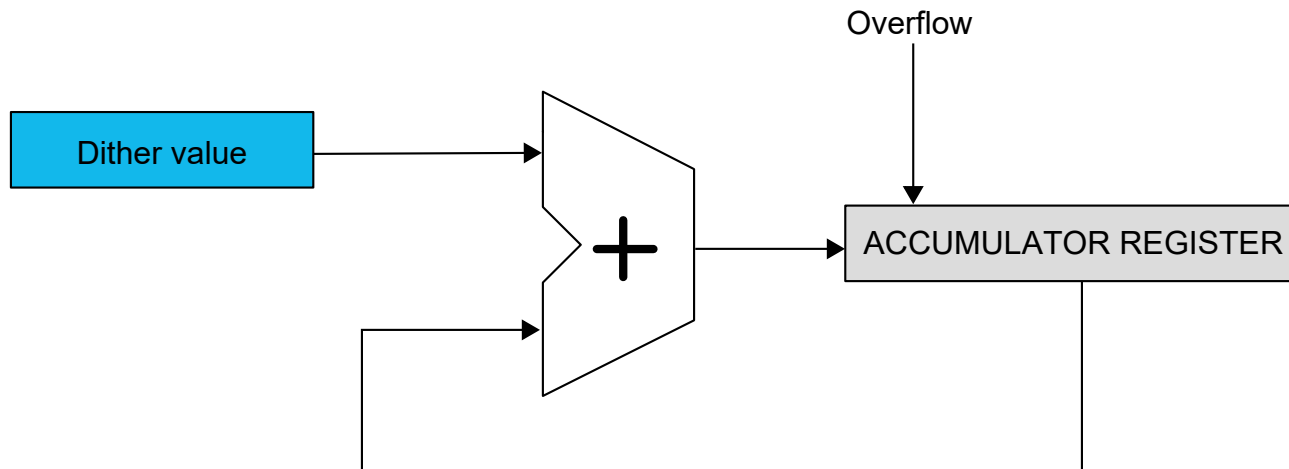 Overflow
Dither value
+
ACCUMULATOR REGISTER